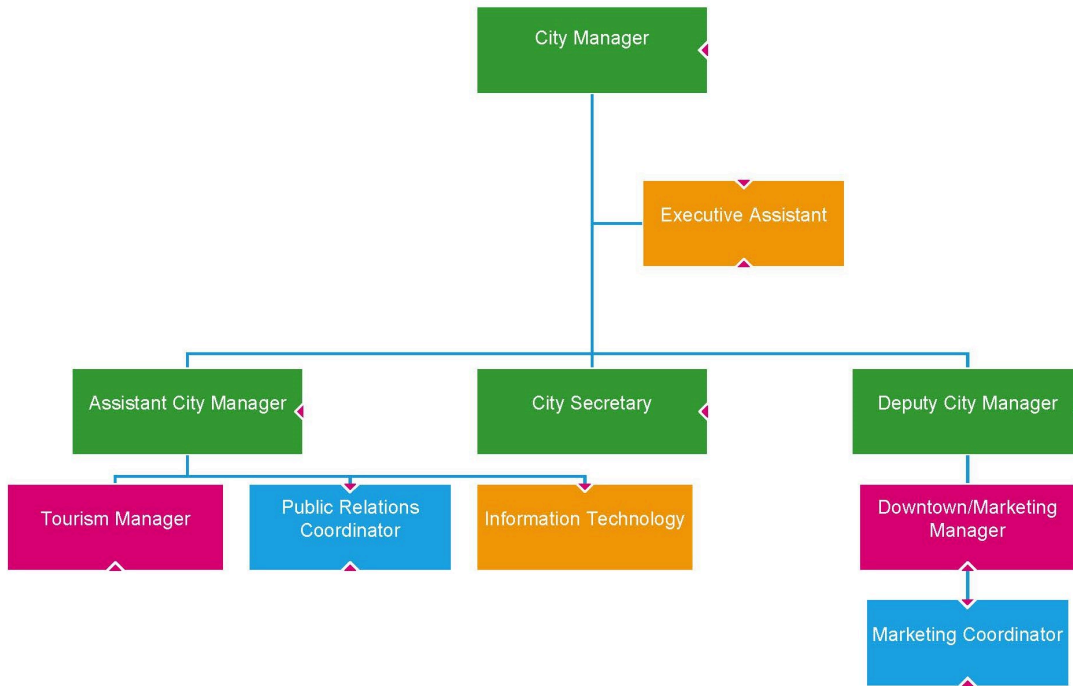 City Manager
Executive Assistant
Assistant City Manager
City Secretary
Deputy City Manager
Tourism Manager
Public Relations
Coordinator
Information Technology
Downtown/Marketing
Manager
Marketing Coordinator